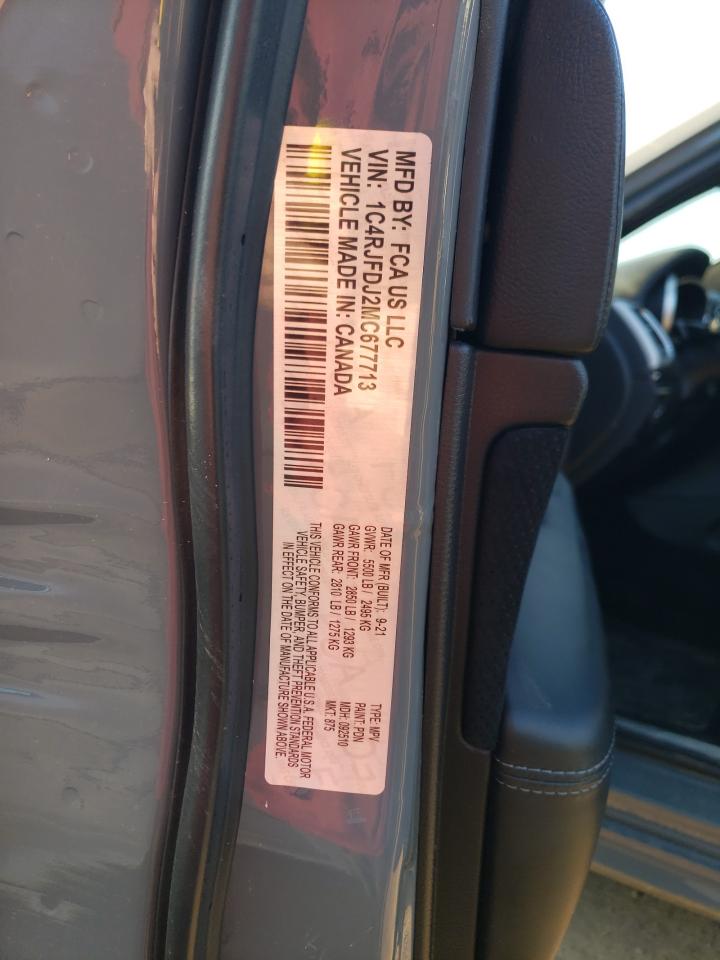 MFD BY: FCA US LLC
VIN: 1C4RJFDJ2MC677713
VEHICLE MADE IN: CANADA
DATE OF MFR (BUILT): 9-21
GVWR: 5500 LB / 2495 KG
GAWR FRONT: 2850 LB / 1293 KG
GAWR REAR: 2810 LB / 1275 KG
TYPE: MPV
PAINT: PDN
MDH: 092510
MKT: 875
THIS VEHICLE CONFORMS TO ALL APPLICABLE U.S.A. FEDERAL MOTOR
VEHICLE SAFETY, BUMPER, AND THEFT PREVENTION STANDARDS
IN EFFECT ON THE DATE OF MANUFACTURE SHOWN ABOVE.